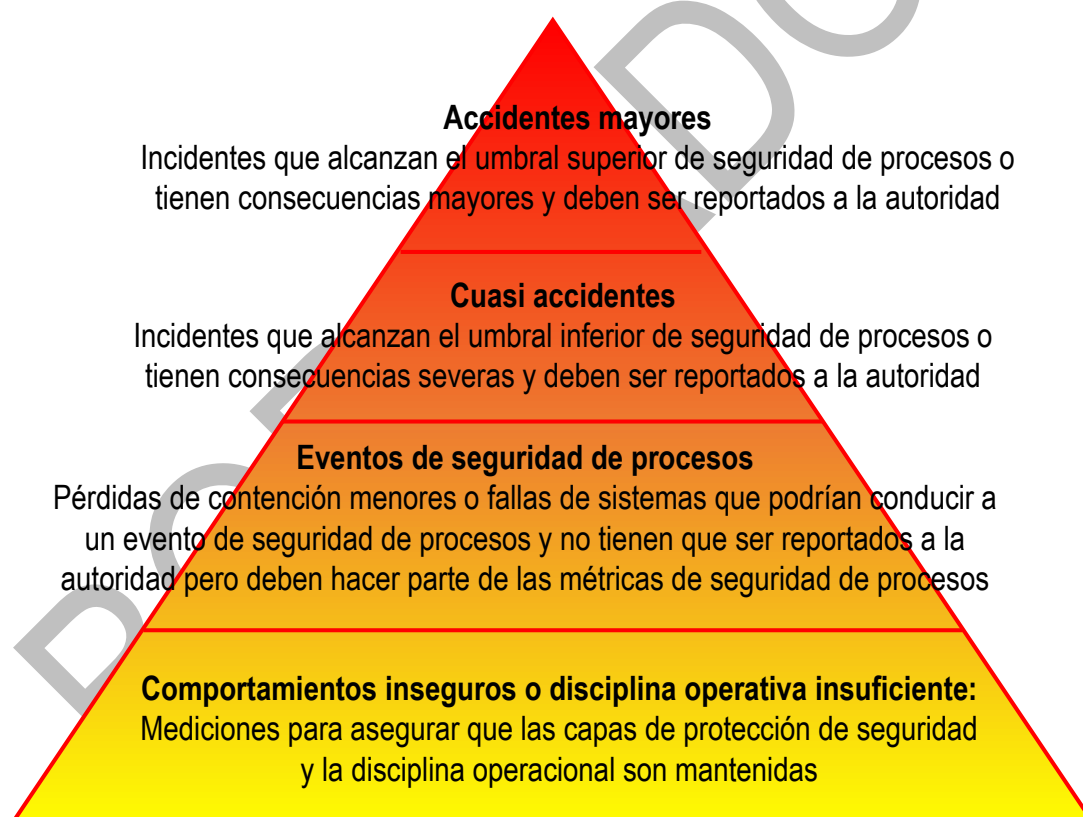 Accidentes mayores
Incidentes que alcanzan el umbral superior de seguridad de procesos o
tienen consecuencias mayores y deben ser reportados a la autoridad
Cuasi accidentes
Incidentes que alcanzan el umbral inferior de seguridad de procesos o
tienen consecuencias severas y deben ser reportados a la autoridad
Eventos de seguridad de procesos
Pérdidas de contención menores o fallas de sistemas que podrían conducir a
un evento de seguridad de procesos y no tienen que ser reportados a la
autoridad pero deben hacer parte de las métricas de seguridad de procesos
Comportamientos inseguros o disciplina operativa insuficiente:
Mediciones para asegurar que las capas de protección de seguridad
y la disciplina operacional son mantenidas